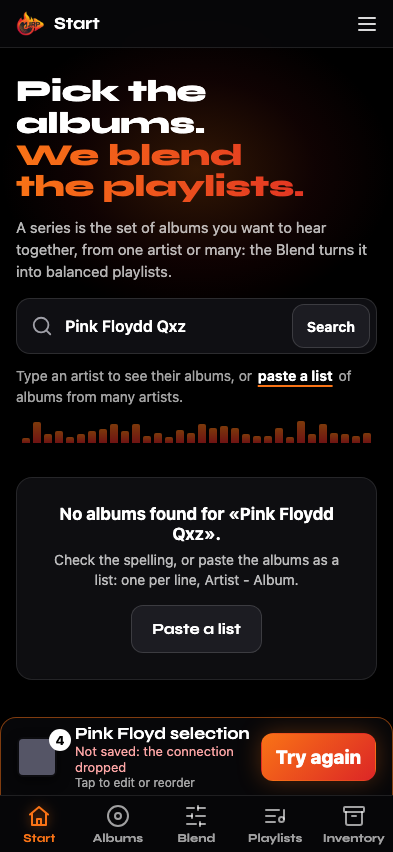 JRP
Start
Pick the
albums.
We blend
the playlists.
A series is the set of albums you want to hear
together, from one artist or many: the Blend turns it
into balanced playlists.
Pink Floydd Qxz
Search
Type an artist to see their albums, or paste a list of
albums from many artists.
No albums found for «Pink Floydd
Qxz».
Check the spelling, or paste the albums as a
list: one per line, Artist - Album.
Paste a list
4
Pink Floyd selection
Not saved: the connection
dropped
Tap to edit or reorder
Try again
Start
Albums
Blend
Playlists
Inventory